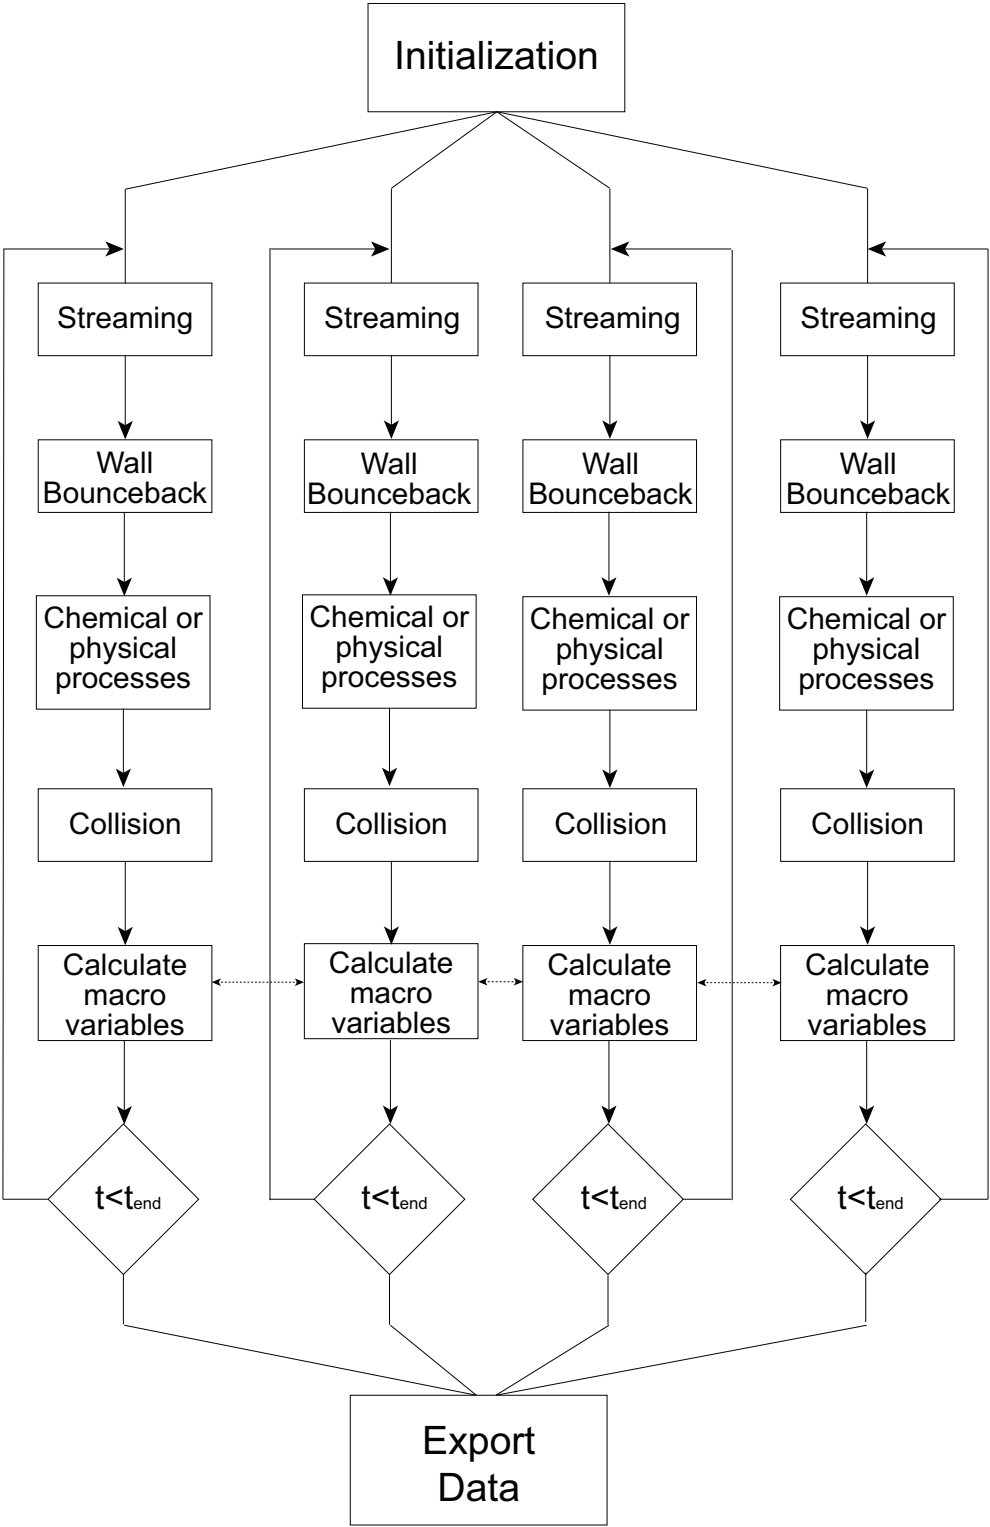 Initialization
Streaming
Streaming
Streaming
Streaming
Wall
Bounceback
Wall
Bounceback
Wall
Bounceback
Wall
Bounceback
Chemical or
physical
processes
Chemical or
physical
processes
Chemical or
physical
processes
Chemical or
physical
processes
Collision
Collision
Collision
Collision
Calculate
macro
variables
Calculate
macro
variables
Calculate
macro
variables
Calculate
macro
variables
t<tend
t<tend
t<tend
t<tend
Export
Data